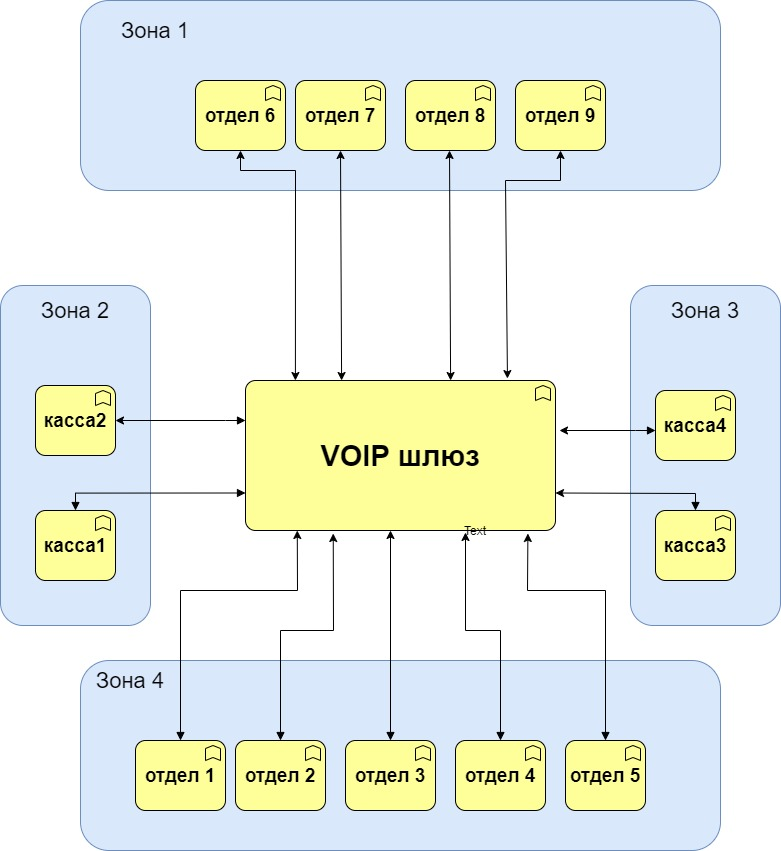 Зона 1
отдел 6
отдел 7
отдел 8
отдел 9
Зона 2
касса2
касса1
VOIP шлюз
Text
Зона 3
касса4
касса3
Зона 4
отдел 1
отдел 2
отдел 3
отдел 4
отдел 5